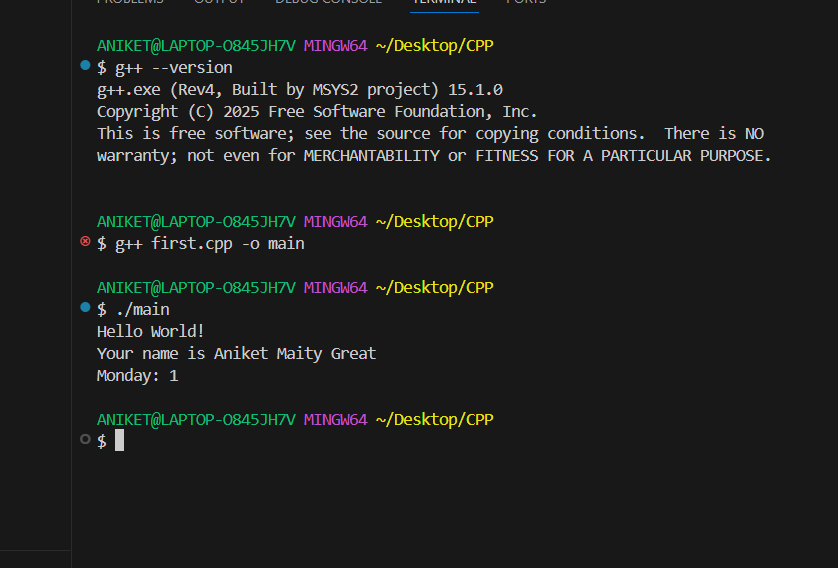 PROBLEMS OUTPUT DEBUG CONSOLE TERMINAL PORTS
ANIKET@LAPTOP-O845JH7V MINGW64 ~/Desktop/CPP
$ g++ --version
g++.exe (Rev4, Built by MSYS2 project) 15.1.0
Copyright (C) 2025 Free Software Foundation, Inc.
This is free software; see the source for copying conditions.  There is NO
warranty; not even for MERCHANTABILITY or FITNESS FOR A PARTICULAR PURPOSE.
ANIKET@LAPTOP-O845JH7V MINGW64 ~/Desktop/CPP
$ g++ first.cpp -o main
ANIKET@LAPTOP-O845JH7V MINGW64 ~/Desktop/CPP
$ ./main
Hello World!
Your name is Aniket Maity Great
Monday: 1
ANIKET@LAPTOP-O845JH7V MINGW64 ~/Desktop/CPP
$